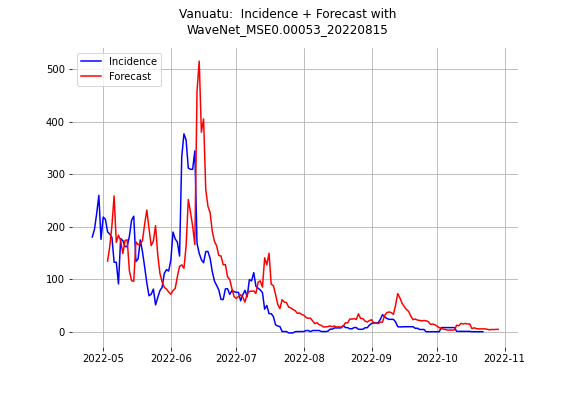 Vanuatu:  Incidence + Forecast with
WaveNet_MSE0.00053_20220815
Incidence
Forecast
500
400
300
200
100
0
2022-05 2022-06 2022-07 2022-08 2022-09 2022-10 2022-11